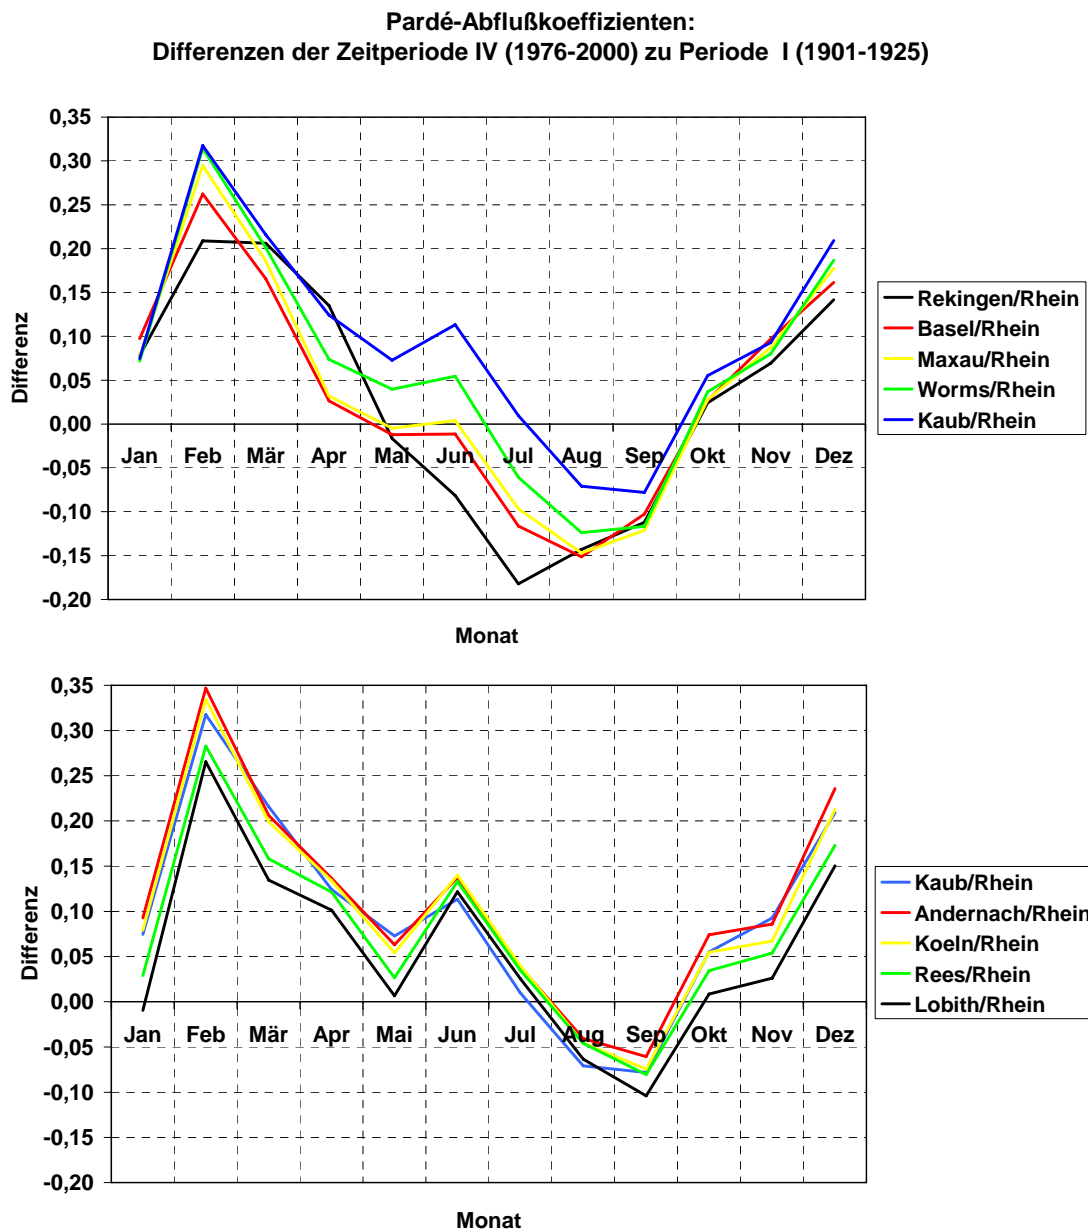 Pardé-Abflußkoeffizienten:
Differenzen der Zeitperiode IV (1976-2000) zu Periode I (1901-1925)
0,35
0,30
0,25
0,20
0,15
0,10
0,05
0,00
-0,05
-0,10
-0,15
-0,20
Differenz
Jan Feb Mär Apr Mai Jun Jul Aug Sep Okt Nov Dez
Monat
Rekingen/Rhein
Basel/Rhein
Maxau/Rhein
Worms/Rhein
Kaub/Rhein
0,35
0,30
0,25
0,20
0,15
0,10
0,05
0,00
-0,05
-0,10
-0,15
-0,20
Differenz
Jan Feb Mär Apr Mai Jun Jul Aug Sep Okt Nov Dez
Monat
Kaub/Rhein
Andernach/Rhein
Koeln/Rhein
Rees/Rhein
Lobith/Rhein